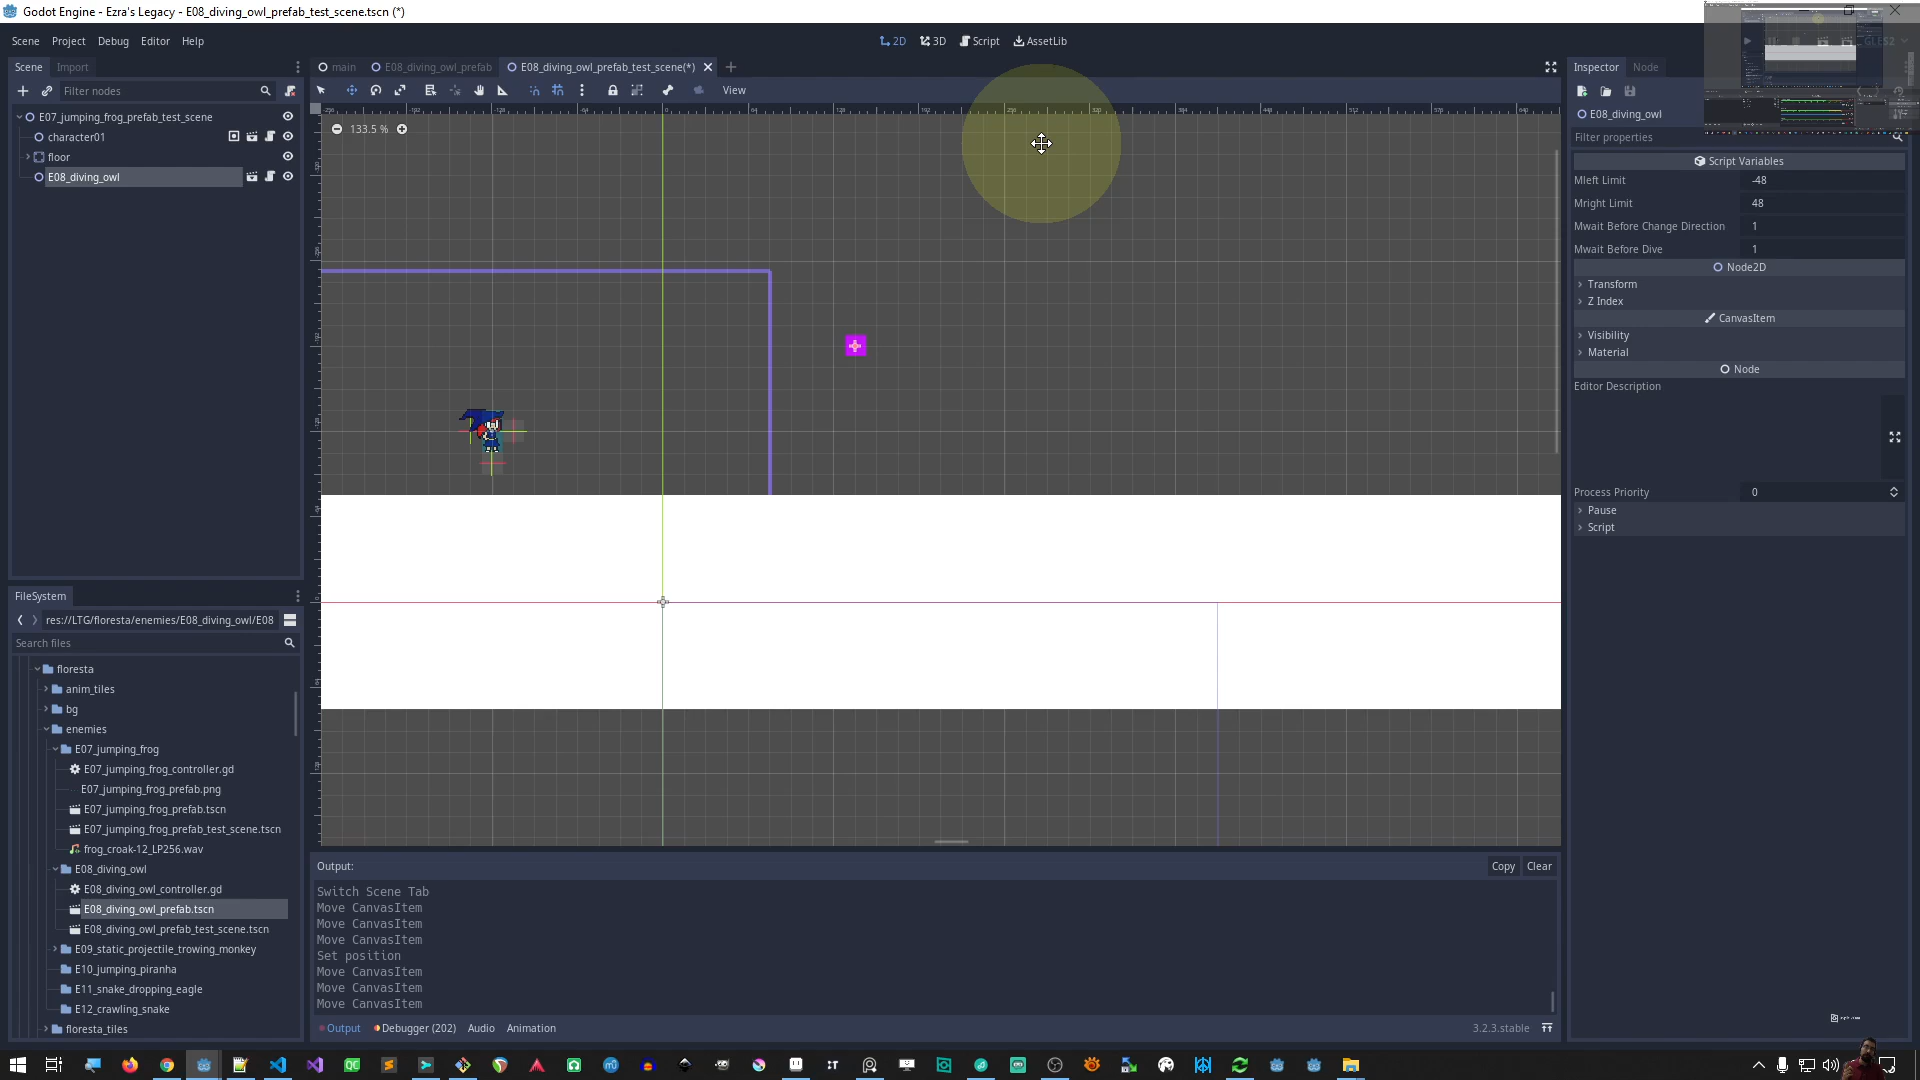 Godot Engine - Ezra's Legacy - E08_diving_owl_prefab_test_scene.tscn (*)
Scene Project Debug Editor Help
2D 3D Script AssetLib
Scene Import
main E08_diving_owl_prefab E08_diving_owl_prefab_test_scene(*)
Inspector Node
Filter nodes
View
E07_jumping_frog_prefab_test_scene
character01
floor
E08_diving_owl
133.5 %
E08_diving_owl
Filter properties
Script Variables
Mleft Limit -48
Mright Limit 48
Mwait Before Change Direction 1
Mwait Before Dive 1
Node2D
Transform
Z Index
CanvasItem
Visibility
Material
Node
Editor Description
Process Priority 0
Pause
Script
FileSystem
res://LTG/floresta/enemies/E08_diving_owl/E08
Search files
floresta
anim_tiles
bg
enemies
E07_jumping_frog
E07_jumping_frog_controller.gd
E07_jumping_frog_prefab.png
E07_jumping_frog_prefab.tscn
E07_jumping_frog_prefab_test_scene.tscn
frog_croak-12_LP256.wav
E08_diving_owl
E08_diving_owl_controller.gd
E08_diving_owl_prefab.tscn
E08_diving_owl_prefab_test_scene.tscn
E09_static_projectile_trowing_monkey
E10_jumping_piranha
E11_snake_dropping_eagle
E12_crawling_snake
floresta_tiles
Output:
Copy Clear
Switch Scene Tab
Move CanvasItem
Move CanvasItem
Move CanvasItem
Set position
Move CanvasItem
Move CanvasItem
Move CanvasItem
Output Debugger (202) Audio Animation
3.2.3.stable